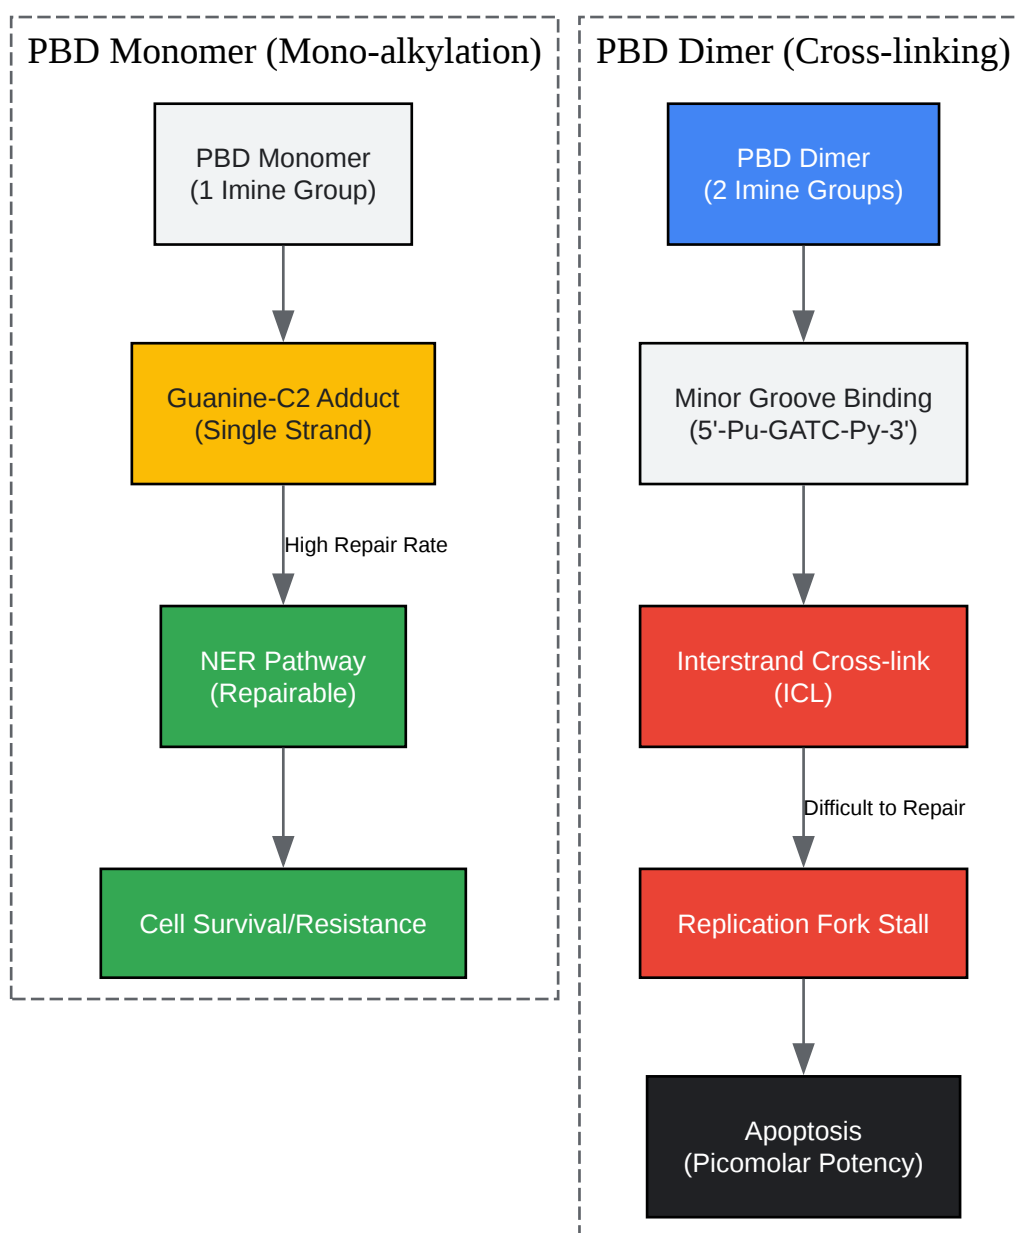 PBD Monomer (Mono-alkylation)
PBD Monomer
(1 Imine Group)
Guanine-C2 Adduct
(Single Strand)
High Repair Rate
NER Pathway
(Repairable)
Cell Survival/Resistance
PBD Dimer (Cross-linking)
PBD Dimer
(2 Imine Groups)
Minor Groove Binding
(5'-Pu-GATC-Py-3')
Interstrand Cross-link
(ICL)
Difficult to Repair
Replication Fork Stall
Apoptosis
(Picomolar Potency)